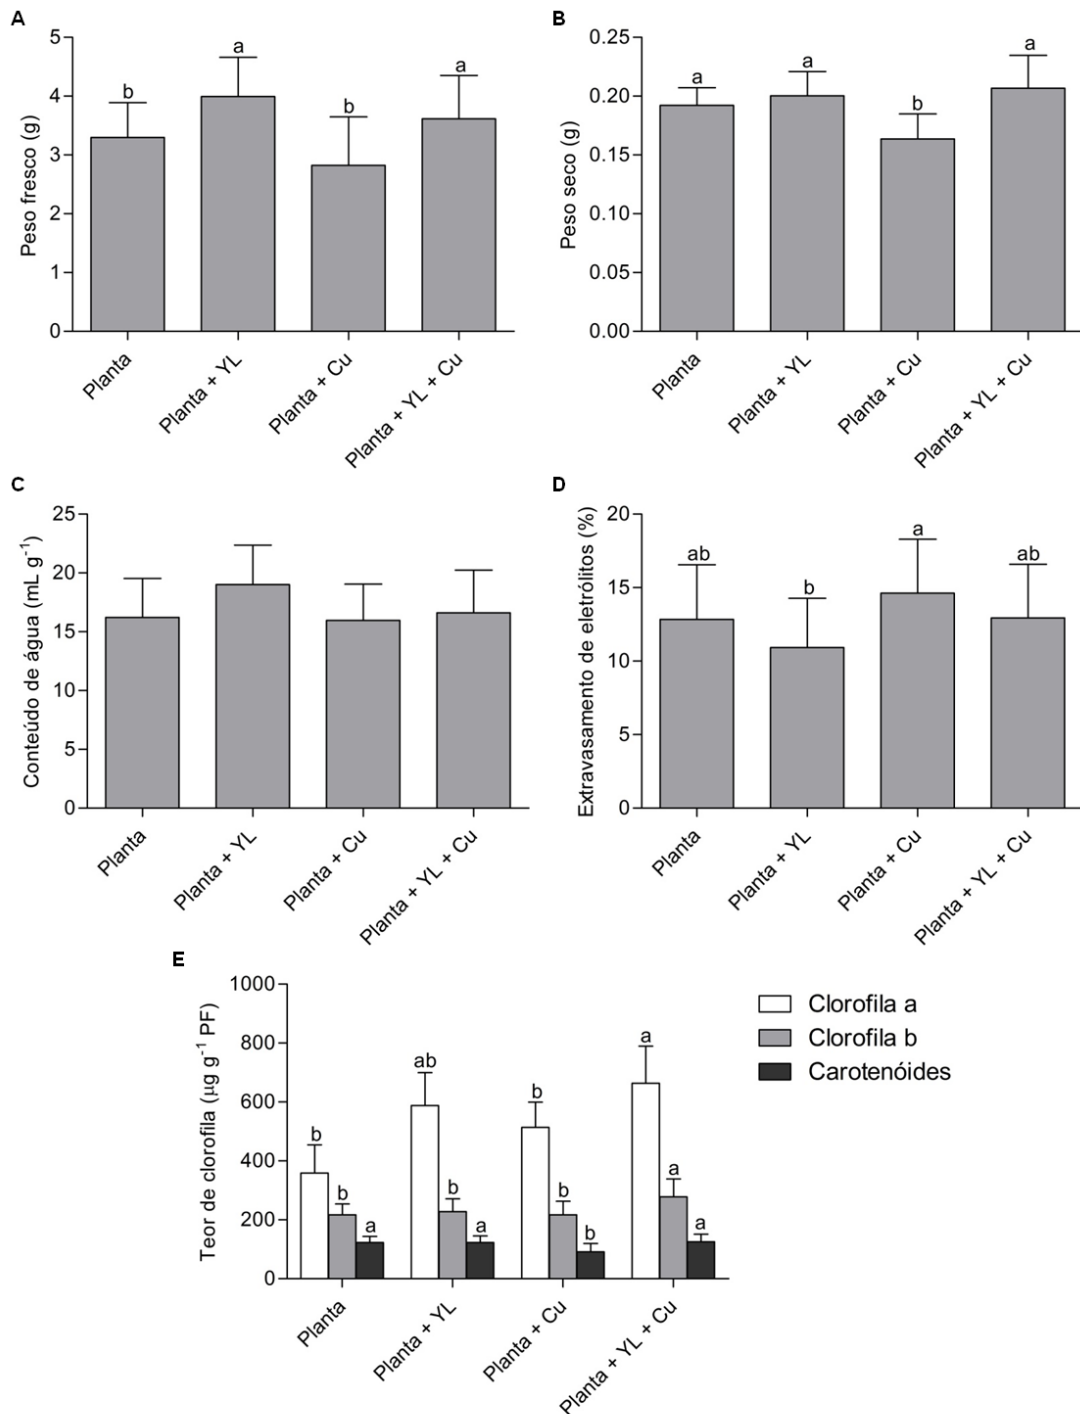 A
Peso fresco (g)
5
4
3
2
1
0
b
a
b
a
Planta
Planta + YL
Planta + Cu
Planta + YL + Cu
B
Peso seco (g)
0.25
0.20
0.15
0.10
0.05
0.00
a
a
b
a
Planta
Planta + YL
Planta + Cu
Planta + YL + Cu
C
Conteúdo de água (mL g-1)
25
20
15
10
5
0
Planta
Planta + YL
Planta + Cu
Planta + YL + Cu
D
Extravasamento de eletrólitos (%)
20
15
10
5
0
ab
b
a
ab
Planta
Planta + YL
Planta + Cu
Planta + YL + Cu
E
Teor de clorofila (µg g-1 PF)
1000
800
600
400
200
0
b
b
a
ab
b
a
b
b
b
a
a
a
Planta
Planta + YL
Planta + Cu
Planta + YL + Cu
Clorofila a
Clorofila b
Carotenóides